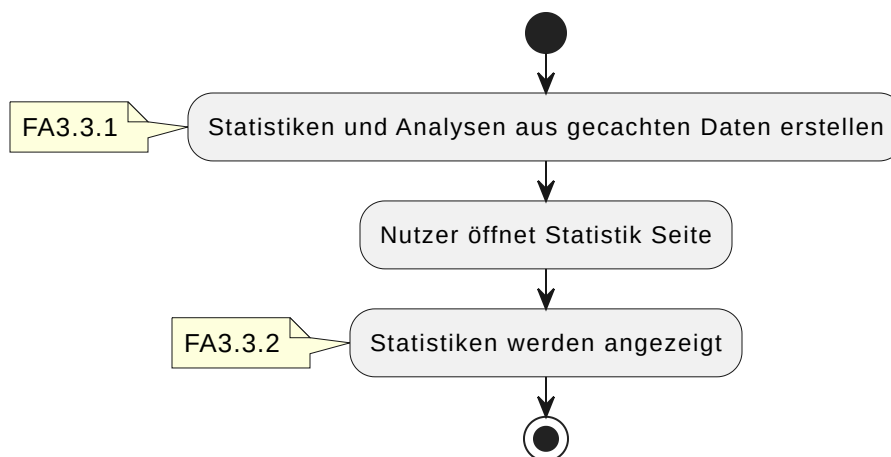 FA3.3.1
Statistiken und Analysen aus gecachten Daten erstellen
Nutzer öffnet Statistik Seite
FA3.3.2
Statistiken werden angezeigt